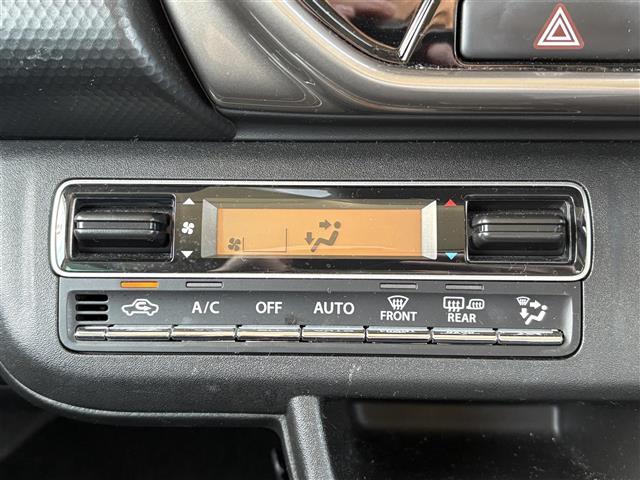 A/C OFF AUTO FRONT REAR